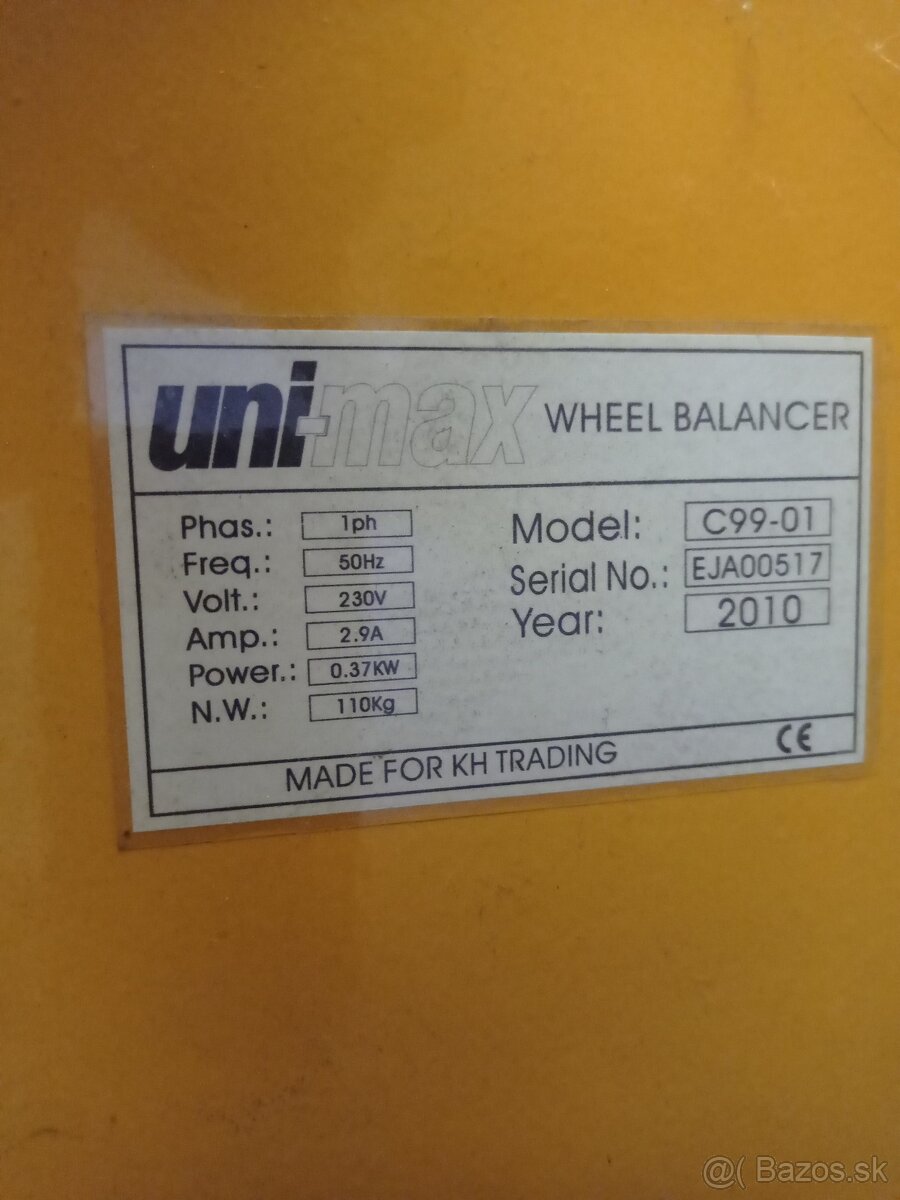 uni-max WHEEL BALANCER
Phas.: 1ph
Freq.: 50Hz
Volt.: 230V
Amp.: 2.9A
Power.: 0.37KW
N.W.: 110Kg
Model: C99-01
Serial No.: EJA00517
Year: 2010
MADE FOR KH TRADING CE
@( Bazos.sk